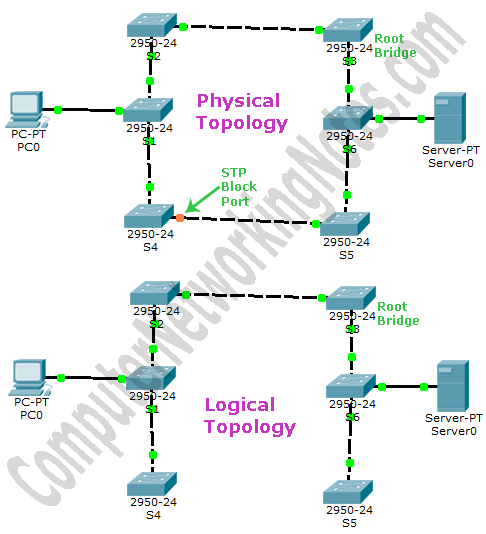 2950-24
S2
2950-24
S3
Root
Bridge
PC-PT
PC0
2950-24
S1
Physical
Topology
2950-24
S6
Server-PT
Server0
STP
Block
Port
2950-24
S4
2950-24
S5
2950-24
S2
2950-24
S3
Root
Bridge
PC-PT
PC0
2950-24
S1
Logical
Topology
2950-24
S6
Server-PT
Server0
2950-24
S4
2950-24
S5
ComputerNetworkingNotes.com